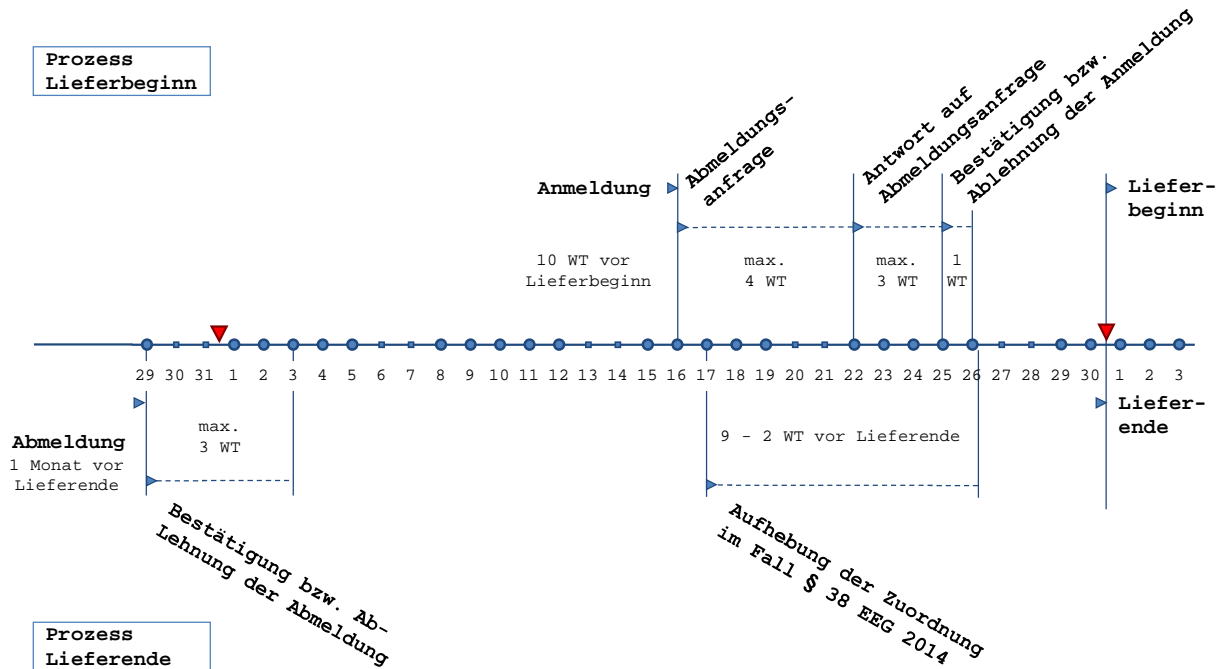 Prozess
Lieferbeginn
Abmeldungs-
anfrage
Antwort auf
Abmeldungsanfrage
Bestätigung bzw.
Ablehnung der Anmeldung
Anmeldung
Liefer-
beginn
10 WT vor
Lieferbeginn
max.
4 WT
max.
3 WT
1
WT
29 30 31 1 2 3 4 5 6 7 8 9 10 11 12 13 14 15 16 17 18 19 20 21 22 23 24 25 26 27 28 29 30 1 2 3
Abmeldung
1 Monat vor
Lieferende
max.
3 WT
9 - 2 WT vor Lieferende
Liefer-
ende
Bestätigung bzw. Ab-
Lehnung der Abmeldung
Aufhebung der Zuordnung
im Fall § 38 EEG 2014
Prozess
Lieferende